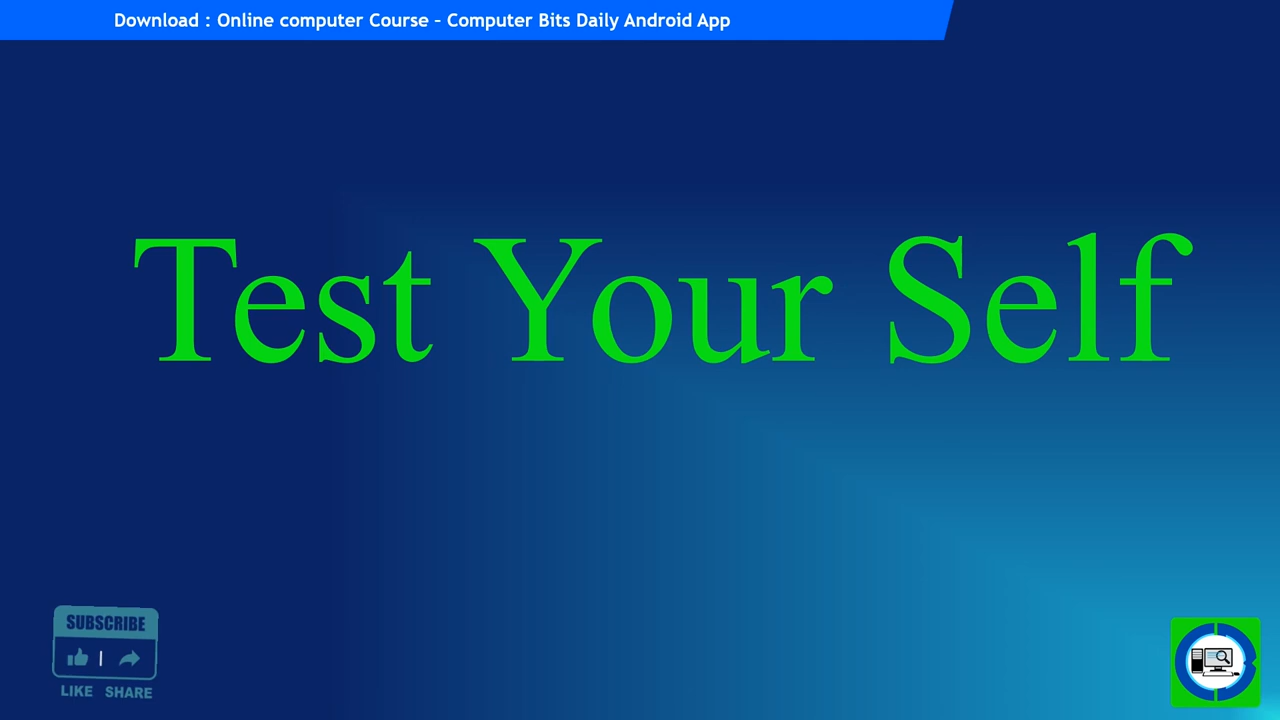 Download : Online computer Course – Computer Bits Daily Android App
Test Your Self
SUBSCRIBE
LIKE SHARE